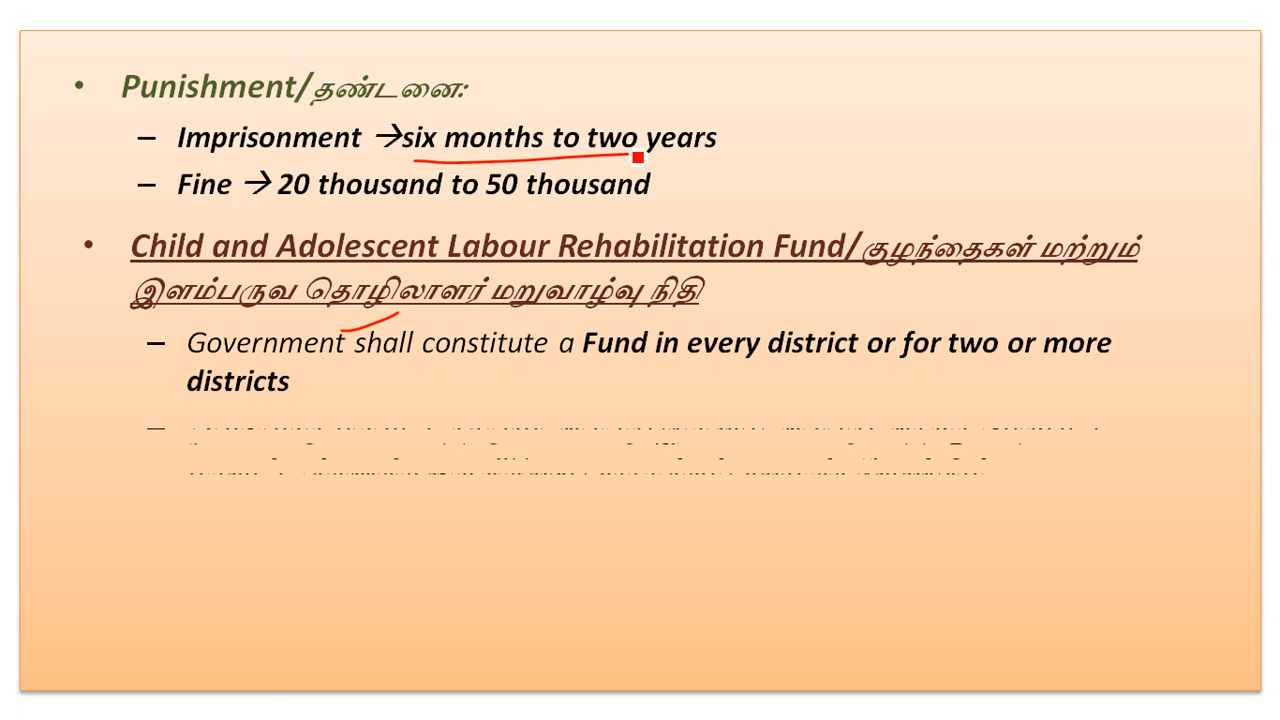 • Punishment/தண்டனை:
– Imprisonment →six months to two years
– Fine → 20 thousand to 50 thousand
• Child and Adolescent Labour Rehabilitation Fund/குழந்தைகள் மற்றும்
இளம்பருவ தொழிலாளர் மறுவாழ்வு நிதி
– Government shall constitute a Fund in every district or for two or more
districts